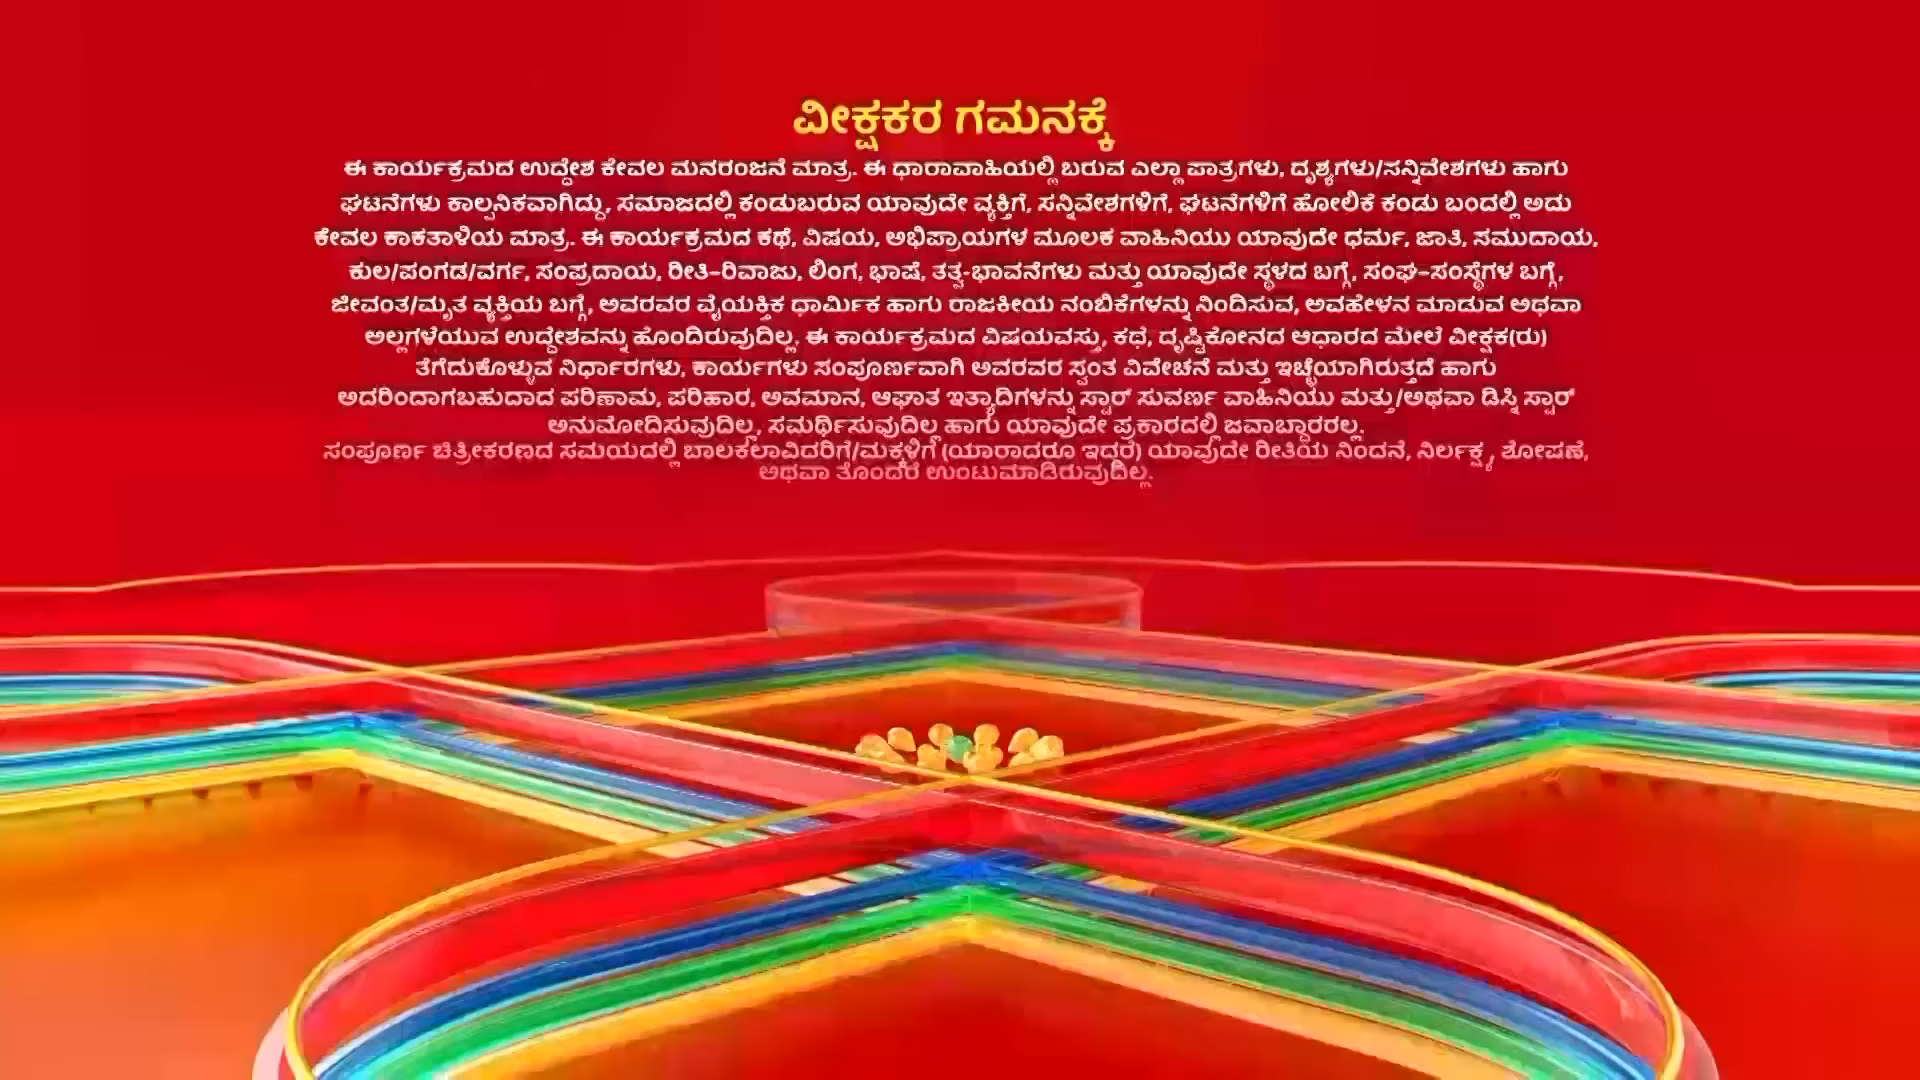 ವೀಕ್ಷಕರ ಗಮನಕ್ಕೆ
ಈ ಕಾರ್ಯಕ್ರಮದ ಉದ್ದೇಶ ಕೇವಲ ಮನರಂಜನೆ ಮಾತ್ರ. ಈ ಧಾರಾವಾಹಿಯಲ್ಲಿ ಬರುವ ಎಲ್ಲಾ ಪಾತ್ರಗಳು, ದೃಶ್ಯಗಳು/ಸನ್ನಿವೇಶಗಳು ಹಾಗು
ಘಟನೆಗಳು ಕಾಲ್ಪನಿಕವಾಗಿದ್ದು, ಸಮಾಜದಲ್ಲಿ ಕಂಡುಬರುವ ಯಾವುದೇ ವ್ಯಕ್ತಿಗೆ, ಸನ್ನಿವೇಶಗಳಿಗೆ, ಘಟನೆಗಳಿಗೆ ಹೋಲಿಕೆ ಕಂಡು ಬಂದಲ್ಲಿ ಅದು
ಕೇವಲ ಕಾಕತಾಳಿಯ ಮಾತ್ರ. ಈ ಕಾರ್ಯಕ್ರಮದ ಕಥೆ, ವಿಷಯ, ಅಭಿಪ್ರಾಯಗಳ ಮೂಲಕ ವಾಹಿನಿಯು ಯಾವುದೇ ಧರ್ಮ, ಜಾತಿ, ಸಮುದಾಯ,
ಕುಲ/ಪಂಗಡ/ವರ್ಗ, ಸಂಪ್ರದಾಯ, ರೀತಿ-ರಿವಾಜು, ಲಿಂಗ, ಭಾಷೆ, ತತ್ವ-ಭಾವನೆಗಳು ಮತ್ತು ಯಾವುದೇ ಸ್ಥಳದ ಬಗ್ಗೆ, ಸಂಘ-ಸಂಸ್ಥೆಗಳ ಬಗ್ಗೆ,
ಜೀವಂತ/ಮೃತ ವ್ಯಕ್ತಿಯ ಬಗ್ಗೆ, ಅವರವರ ವೈಯಕ್ತಿಕ ಧಾರ್ಮಿಕ ಹಾಗು ರಾಜಕೀಯ ನಂಬಿಕೆಗಳನ್ನು ನಿಂದಿಸುವ, ಅವಹೇಳನ ಮಾಡುವ ಅಥವಾ
ಅಲ್ಲಗಳೆಯುವ ಉದ್ದೇಶವನ್ನು ಹೊಂದಿರುವುದಿಲ್ಲ. ಈ ಕಾರ್ಯಕ್ರಮದ ವಿಷಯವಸ್ತು, ಕಥೆ, ದೃಷ್ಟಿಕೋನದ ಆಧಾರದ ಮೇಲೆ ವೀಕ್ಷಕ(ರು)
ತೆಗೆದುಕೊಳ್ಳುವ ನಿರ್ಧಾರಗಳು, ಕಾರ್ಯಗಳು ಸಂಪೂರ್ಣವಾಗಿ ಅವರವರ ಸ್ವಂತ ವಿವೇಚನೆ ಮತ್ತು ಇಚ್ಛೆಯಾಗಿರುತ್ತದೆ ಹಾಗು
ಅದರಿಂದಾಗಬಹುದಾದ ಪರಿಣಾಮ, ಪರಿಹಾರ, ಅವಮಾನ, ಆಘಾತ ಇತ್ಯಾದಿಗಳನ್ನು ಸ್ಟಾರ್ ಸುವರ್ಣ ವಾಹಿನಿಯು ಮತ್ತು/ಅಥವಾ ಡಿಸ್ನಿ ಸ್ಟಾರ್
ಅನುಮೋದಿಸುವುದಿಲ್ಲ, ಸಮರ್ಥಿಸುವುದಿಲ್ಲ ಹಾಗು ಯಾವುದೇ ಪ್ರಕಾರದಲ್ಲಿ ಜವಾಬ್ದಾರರಲ್ಲ.
ಸಂಪೂರ್ಣ ಚಿತ್ರೀಕರಣದ ಸಮಯದಲ್ಲಿ ಬಾಲಕಲಾವಿದರಿಗೆ/ಮಕ್ಕಳಿಗೆ (ಯಾರಾದರೂ ಇದ್ದರೆ) ಯಾವುದೇ ರೀತಿಯ ನಿಂದನೆ, ನಿರ್ಲಕ್ಷ್ಯ, ಶೋಷಣೆ,
ಅಥವಾ ತೊಂದರೆ ಉಂಟುಮಾಡಿರುವುದಿಲ್ಲ.